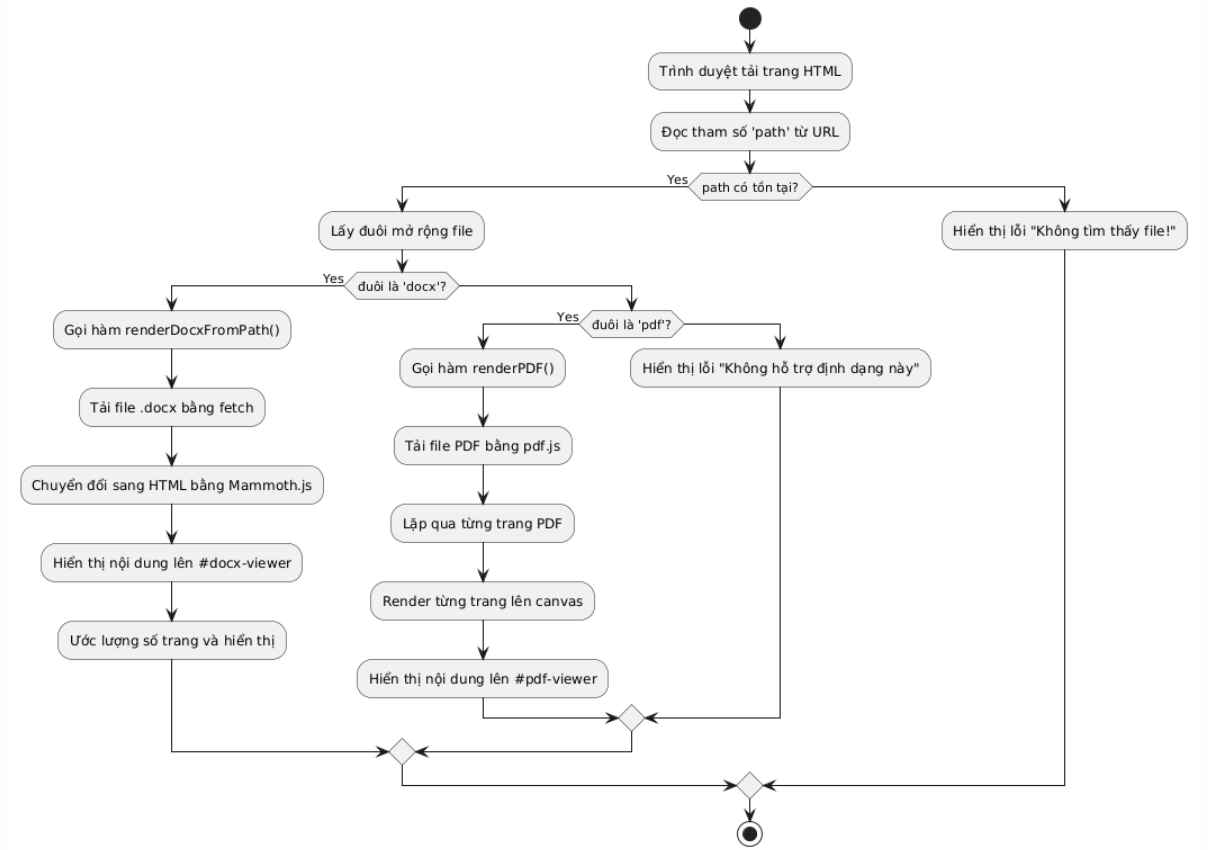 Trình duyệt tải trang HTML
Đọc tham số 'path' từ URL
Yes
path có tồn tại?
Lấy đuôi mở rộng file
Hiển thị lỗi "Không tìm thấy file!"
Yes
đuôi là 'docx'?
Gọi hàm renderDocxFromPath()
Tải file .docx bằng fetch
Chuyển đổi sang HTML bằng Mammoth.js
Hiển thị nội dung lên #docx-viewer
Ước lượng số trang và hiển thị
Yes
đuôi là 'pdf'?
Gọi hàm renderPDF()
Tải file PDF bằng pdf.js
Lặp qua từng trang PDF
Render từng trang lên canvas
Hiển thị nội dung lên #pdf-viewer
Hiển thị lỗi "Không hỗ trợ định dạng này"